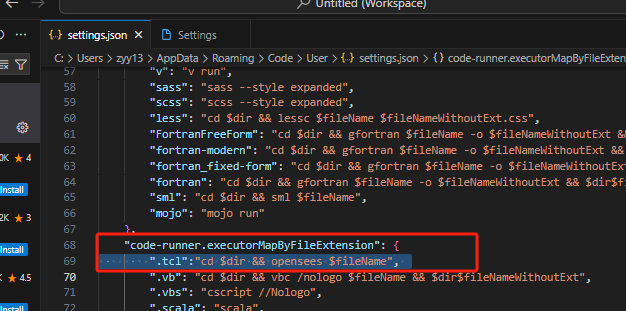 Untitled (Workspace)
settings.json
Settings
C: > Users > zyy13 > AppData > Roaming > Code > User > settings.json > code-runner.executorMapByFileExtens
57 "v": "v run",
58 "sass": "sass --style expanded",
59 "scss": "scss --style expanded",
60 "less": "cd $dir && lessc $fileName $fileNameWithoutExt.css",
61 "FortranFreeForm": "cd $dir && gfortran $fileName -o $fileNameWithoutExt &&
62 "fortran-modern": "cd $dir && gfortran $fileName -o $fileNameWithoutExt &&
63 "fortran_fixed-form": "cd $dir && gfortran $fileName -o $fileNameWithoutExt
64 "fortran": "cd $dir && gfortran $fileName -o $fileNameWithoutExt && $dir$fi
65 "sml": "cd $dir && sml $fileName",
66 "mojo": "mojo run"
67 },
68 "code-runner.executorMapByFileExtension": {
69 ".tcl":"cd $dir && opensees $fileName",
70 ".vb": "cd $dir && vbc /nologo $fileName && $dir$fileNameWithoutExt",
71 ".vbs": "cscript //Nologo",
72 ".scala": "scala",
0K ★ 4
Install
2K ★ 3
Install
K ★ 4.5
Install